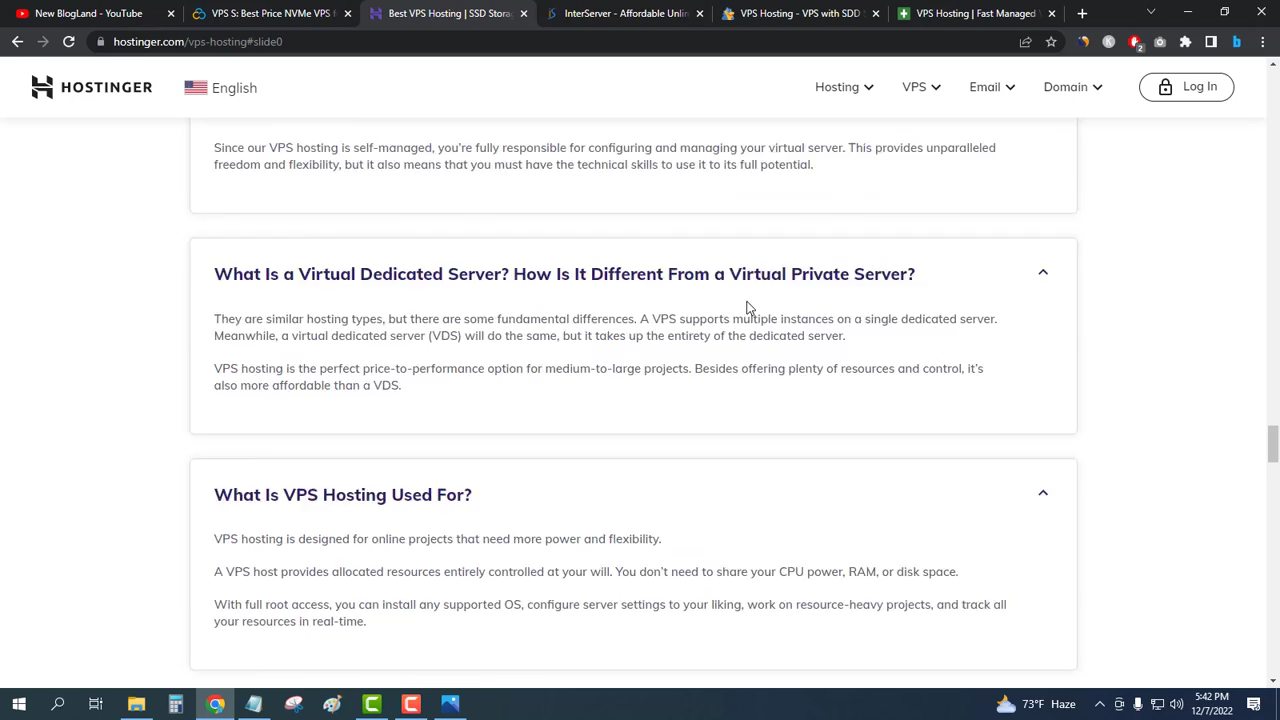 New BlogLand - YouTube
VPS: Best Price NVMe VPS f
Best VPS Hosting | SSD Storag
InterServer - Affordable Unlin
VPS Hosting - VPS with SDD S
VPS Hosting | Fast Managed V
hostinger.com/vps-hosting#slide0
2
HOSTINGER
English
Hosting
VPS
Email
Domain
Log In
Since our VPS hosting is self-managed, you're fully responsible for configuring and managing your virtual server. This provides unparalleled
freedom and flexibility, but it also means that you must have the technical skills to use it to its full potential.
What Is a Virtual Dedicated Server? How Is It Different From a Virtual Private Server?
They are similar hosting types, but there are some fundamental differences. A VPS supports multiple instances on a single dedicated server.
Meanwhile, a virtual dedicated server (VDS) will do the same, but it takes up the entirety of the dedicated server.
VPS hosting is the perfect price-to-performance option for medium-to-large projects. Besides offering plenty of resources and control, it's
also more affordable than a VDS.
What Is VPS Hosting Used For?
VPS hosting is designed for online projects that need more power and flexibility.
A VPS host provides allocated resources entirely controlled at your will. You don't need to share your CPU power, RAM, or disk space.
With full root access, you can install any supported OS, configure server settings to your liking, work on resource-heavy projects, and track all
your resources in real-time.
73°F Haze
5:42 PM
12/7/2022